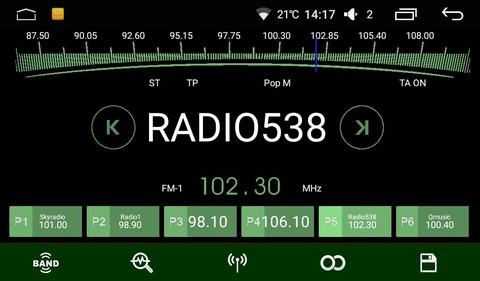 21℃ 14:17 2
87.50 90.05 92.60 95.15 97.75 100.30 102.85 105.40 108.00
ST TP Pop M TA ON
RADIO538
FM-1 102.30 MHz
P1 Skyradio 101.00
P2 Radio1 98.90
P3 98.10
P4 106.10
P5 Radio538 102.30
P6 Qmusic 100.40
BAND